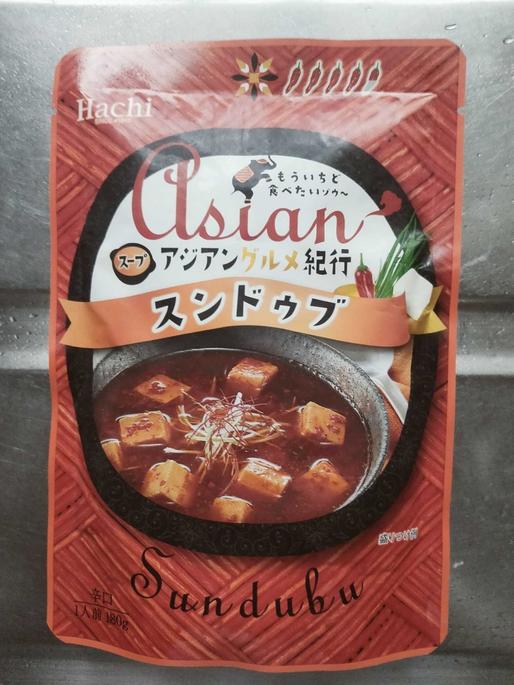 Hachi
もういちど
食べたいゾウ〜
Asian
スープ
アジアングルメ紀行
スンドゥブ
盛りつけ例
Sundubu
辛口
1人前 180g